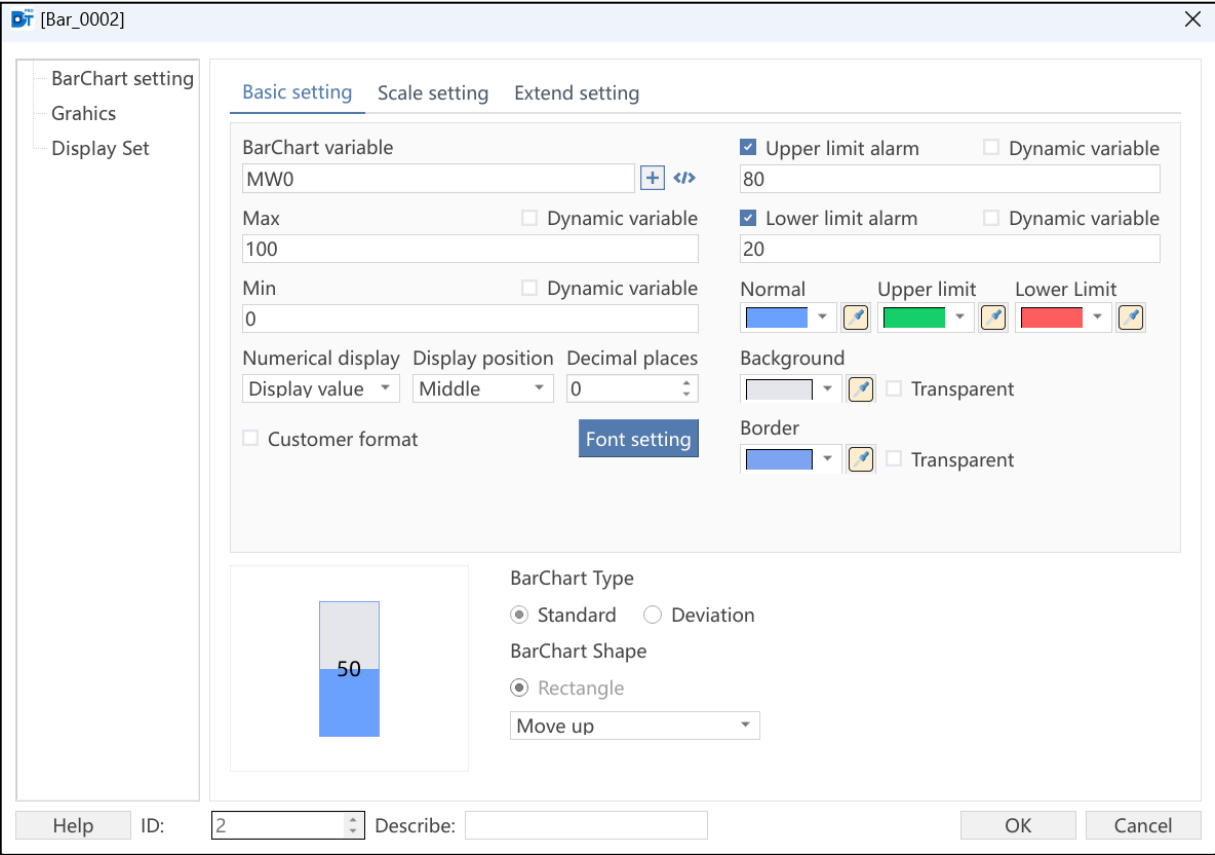 PRO
DT [Bar_0002]
BarChart setting
Grahics
Display Set
Basic setting Scale setting Extend setting
BarChart variable
MW0
</>
Max Dynamic variable
100
Min Dynamic variable
0
Numerical display Display position Decimal places
Display value Middle 0
Customer format Font setting
Upper limit alarm Dynamic variable
80
Lower limit alarm Dynamic variable
20
Normal Upper limit Lower Limit
Background
Transparent
Border
Transparent
50
BarChart Type
Standard Deviation
BarChart Shape
Rectangle
Move up
Help ID: 2 Describe: OK Cancel